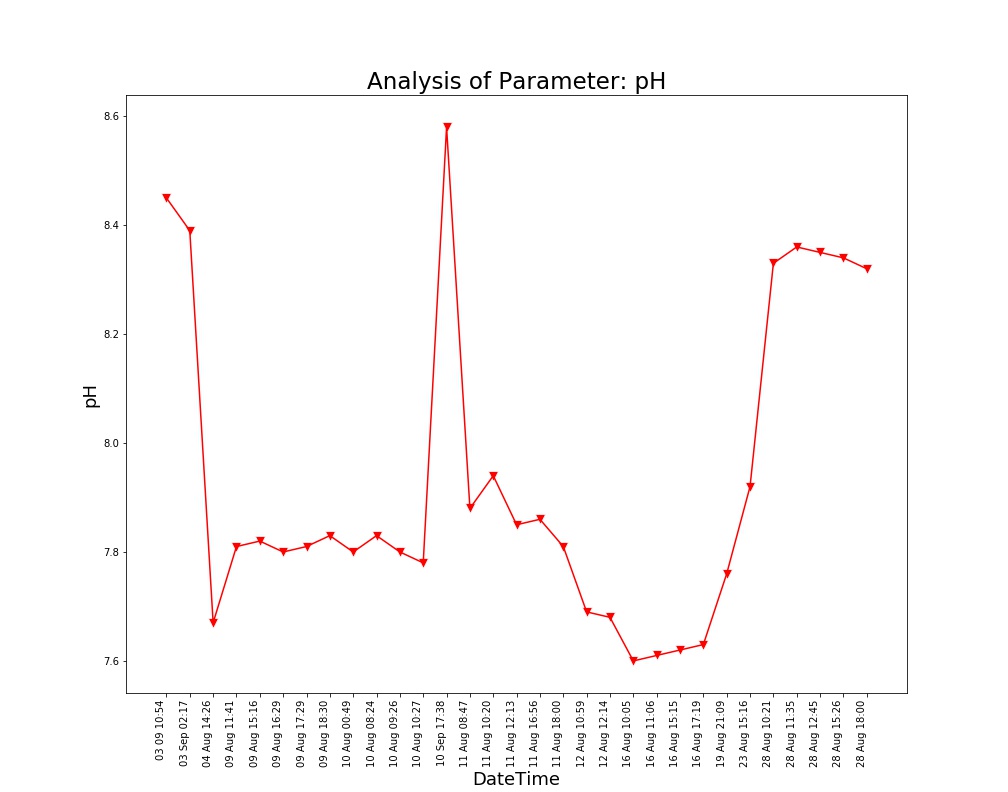 Analysis of Parameter: pH
8.6
8.4
8.2
8.0
7.8
7.6
pH
03 09 10:54
03 Sep 02:17
04 Aug 14:26
09 Aug 11:41
09 Aug 15:16
09 Aug 16:29
09 Aug 17:29
09 Aug 18:30
10 Aug 00:49
10 Aug 08:24
10 Aug 09:26
10 Aug 10:27
10 Sep 17:38
11 Aug 08:47
11 Aug 10:20
11 Aug 12:13
11 Aug 16:56
11 Aug 18:00
12 Aug 10:59
12 Aug 12:14
16 Aug 10:05
16 Aug 11:06
16 Aug 15:15
16 Aug 17:19
19 Aug 21:09
23 Aug 15:16
28 Aug 10:21
28 Aug 11:35
28 Aug 12:45
28 Aug 15:26
28 Aug 18:00
DateTime